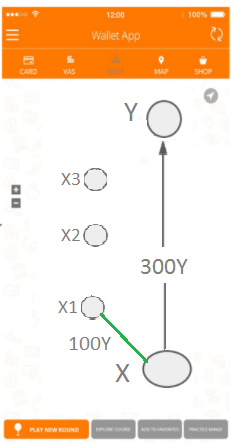 12:00
100%
Wallet App
CARD
VAS
MAP
SHOP
Y
X3
X2
300Y
X1
100Y
X
PLAY NEW ROUND
EXPLORE COURSE
ADD TO FAVORITES
PRACTICE RANGE